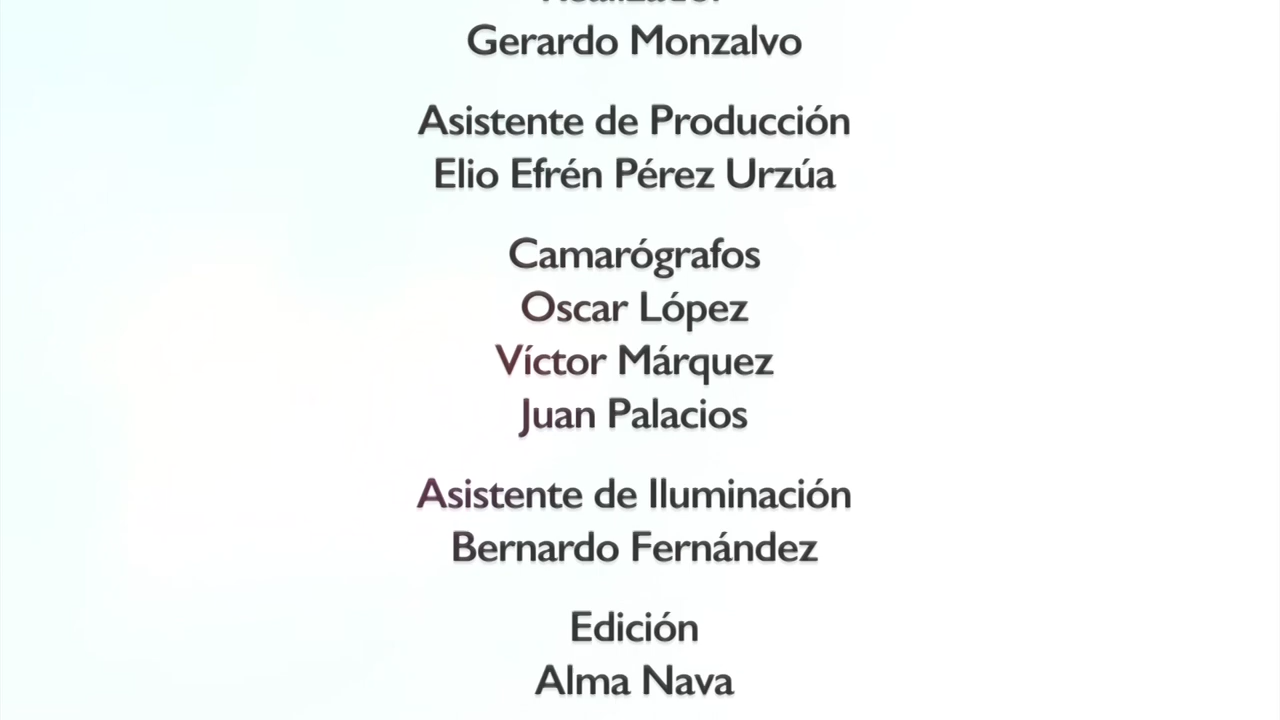 Realizador
Gerardo Monzalvo
Asistente de Producción
Elio Efrén Pérez Urzúa
Camarógrafos
Oscar López
Víctor Márquez
Juan Palacios
Asistente de Iluminación
Bernardo Fernández
Edición
Alma Nava